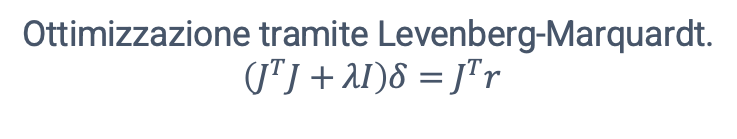 Ottimizzazione tramite Levenberg-Marquardt.
(J^T J + λI)δ = J^T r